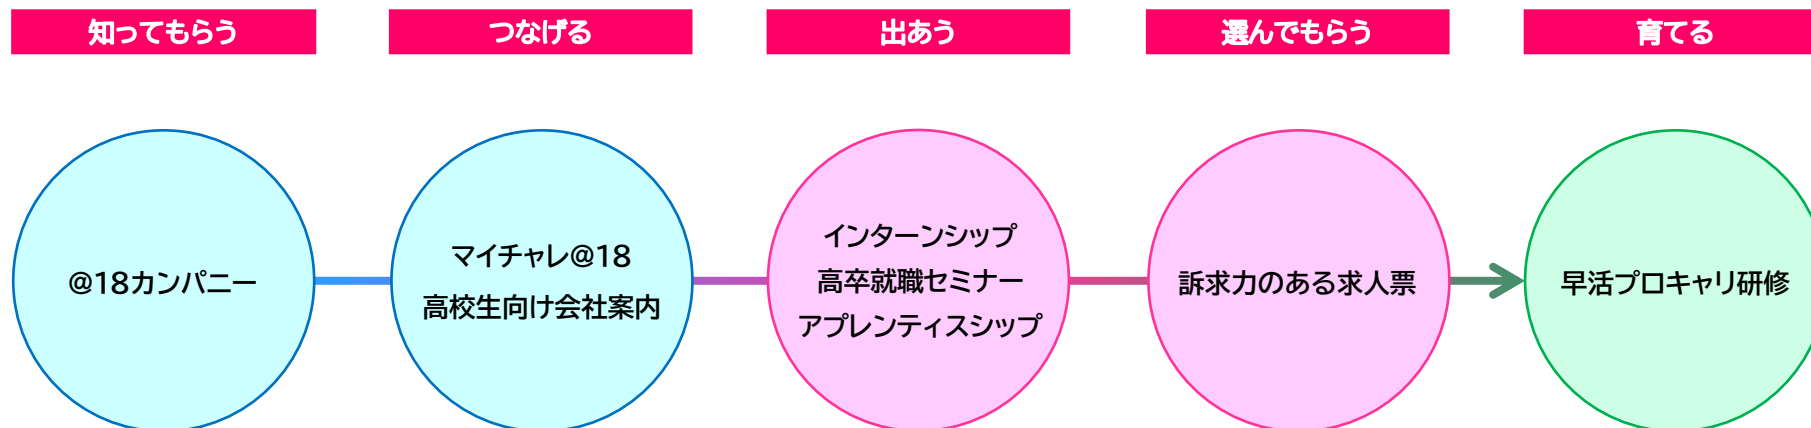 知ってもらう
つなげる
出あう
選んでもらう
育てる
@18カンパニー
マイチャレ@18
高校生向け会社案内
インターンシップ
高卒就職セミナー
アプレンティスシップ
訴求力のある求人票
早活プロキャリ研修